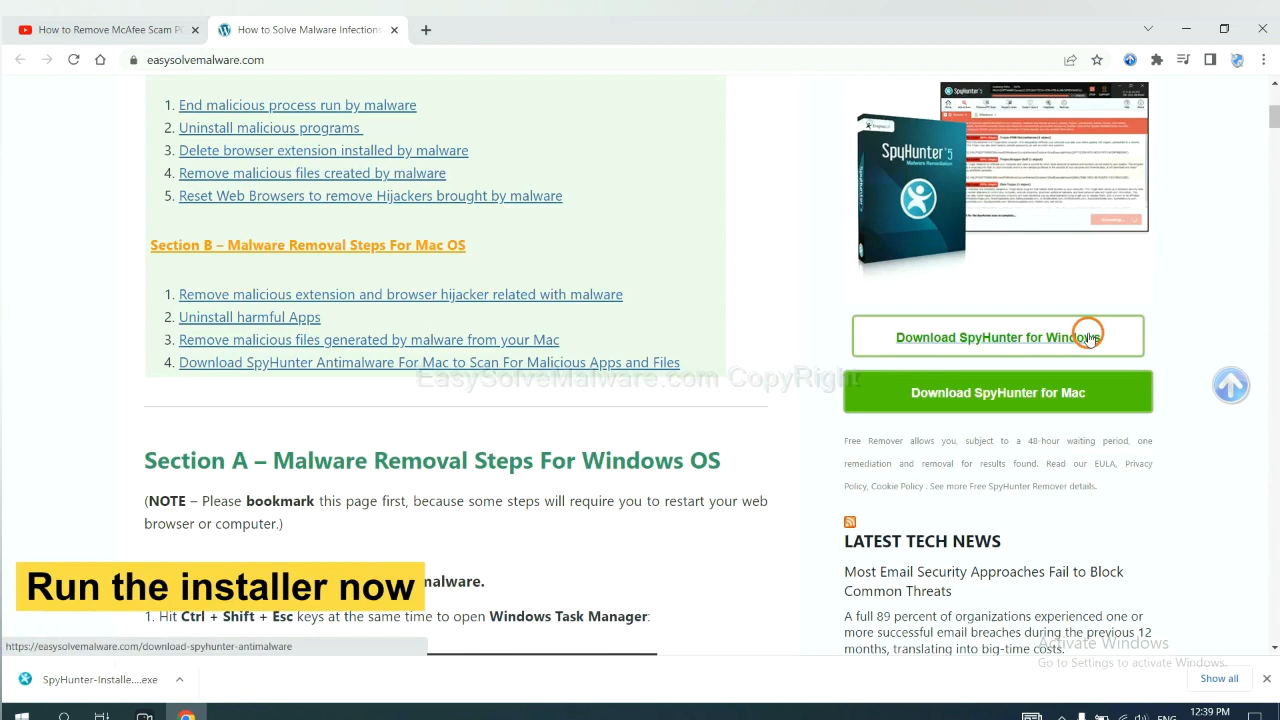 How to Remove McAfee Scam P
How to Solve Malware Infections
easysolvemalware.com
1. End malicious process run by malware
2. Uninstall malicious programs
3. Delete browser installed by malware
4. Remove malicious files created by malware
5. Reset Web Browser brought by malware
Section B – Malware Removal Steps For Mac OS
1. Remove malicious extension and browser hijacker related with malware
2. Uninstall harmful Apps
3. Remove malicious files generated by malware from your Mac
4. Download SpyHunter Antimalware For Mac to Scan For Malicious Apps and Files
EasySolveMalware.com CopyRight
Section A – Malware Removal Steps For Windows OS
(NOTE – Please bookmark this page first, because some steps will require you to restart your web
browser or computer.)
malware.
Run the installer now
1. Hit Ctrl + Shift + Esc keys at the same time to open Windows Task Manager:
https://easysolvemalware.com/download-spyhunter-antimalware
SpyHunter 5
SpyHunter 5
Malware Remediation
Download SpyHunter for Windows
Download SpyHunter for Mac
Free Remover allows you, subject to a 48-hour waiting period, one
remediation and removal for results found. Read our EULA, Privacy
Policy, Cookie Policy . See more Free SpyHunter Remover details.
LATEST TECH NEWS
Most Email Security Approaches Fail to Block
Common Threats
A full 89 percent of organizations experienced one or
more successful email breaches during the previous 12
months, translating into big-time costs.
Activate Windows
Go to Settings to activate Windows.
SpyHunter-Installe....exe
Show all
ENG
12:39 PM